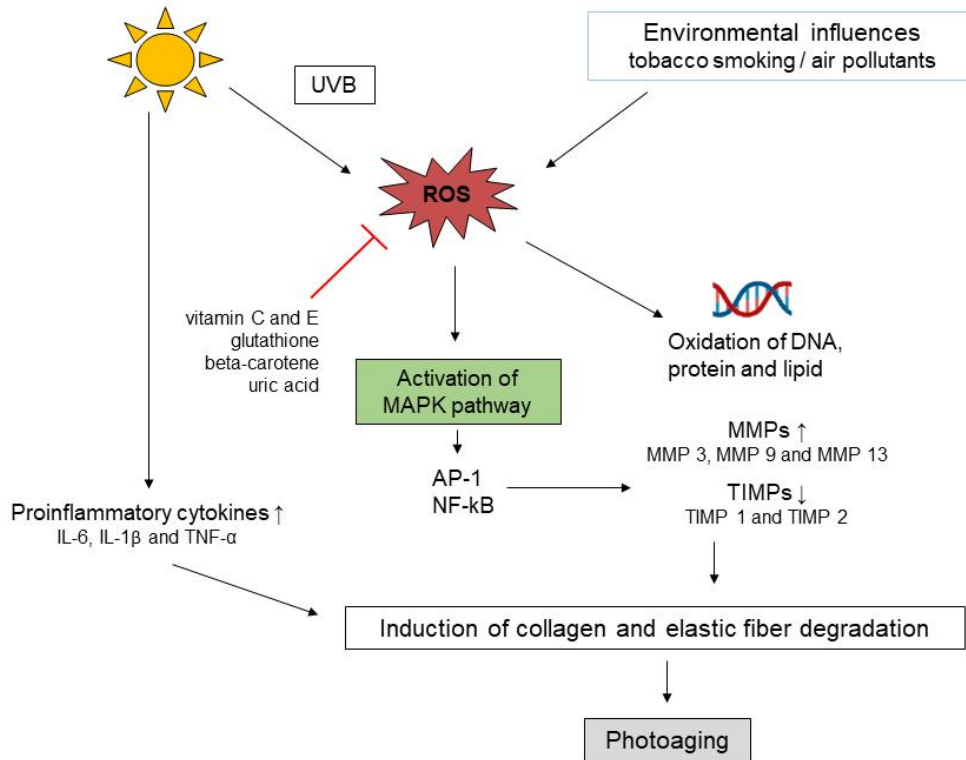 Environmental influences
tobacco smoking / air pollutants
UVB
ROS
vitamin C and E
glutathione
beta-carotene
uric acid
Oxidation of DNA,
protein and lipid
Activation of
MAPK pathway
MMPs ↑
MMP 3, MMP 9 and MMP 13
AP-1
NF-kB
TIMPs ↓
TIMP 1 and TIMP 2
Proinflammatory cytokines ↑
IL-6, IL-1β and TNF-α
Induction of collagen and elastic fiber degradation
Photoaging